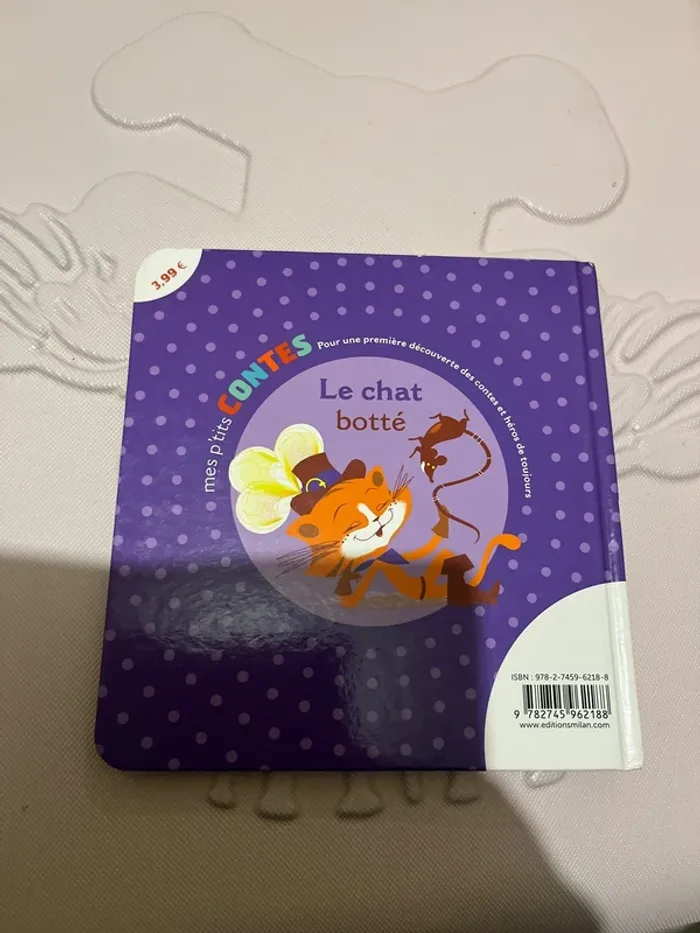 3,99 €
mes p'tits CONTES
Pour une première découverte des contes et héros de toujours
Le chat
botté
ISBN : 978-2-7459-6218-8
9 782745 962188
www.editionsmilan.com